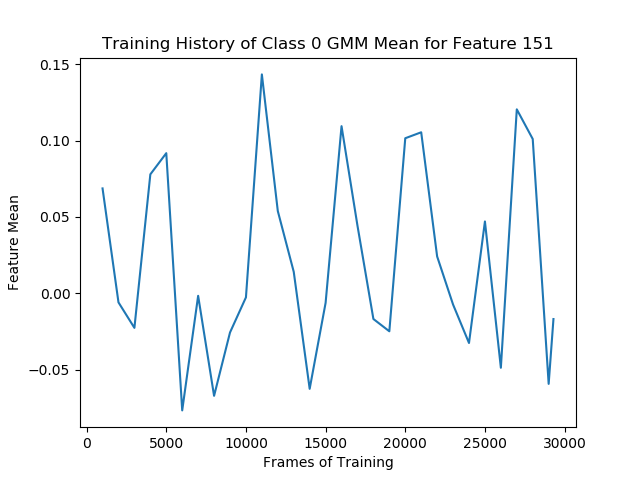 Training History of Class 0 GMM Mean for Feature 151
0.15
0.10
0.05
0.00
−0.05
Feature Mean
0 5000 10000 15000 20000 25000 30000
Frames of Training